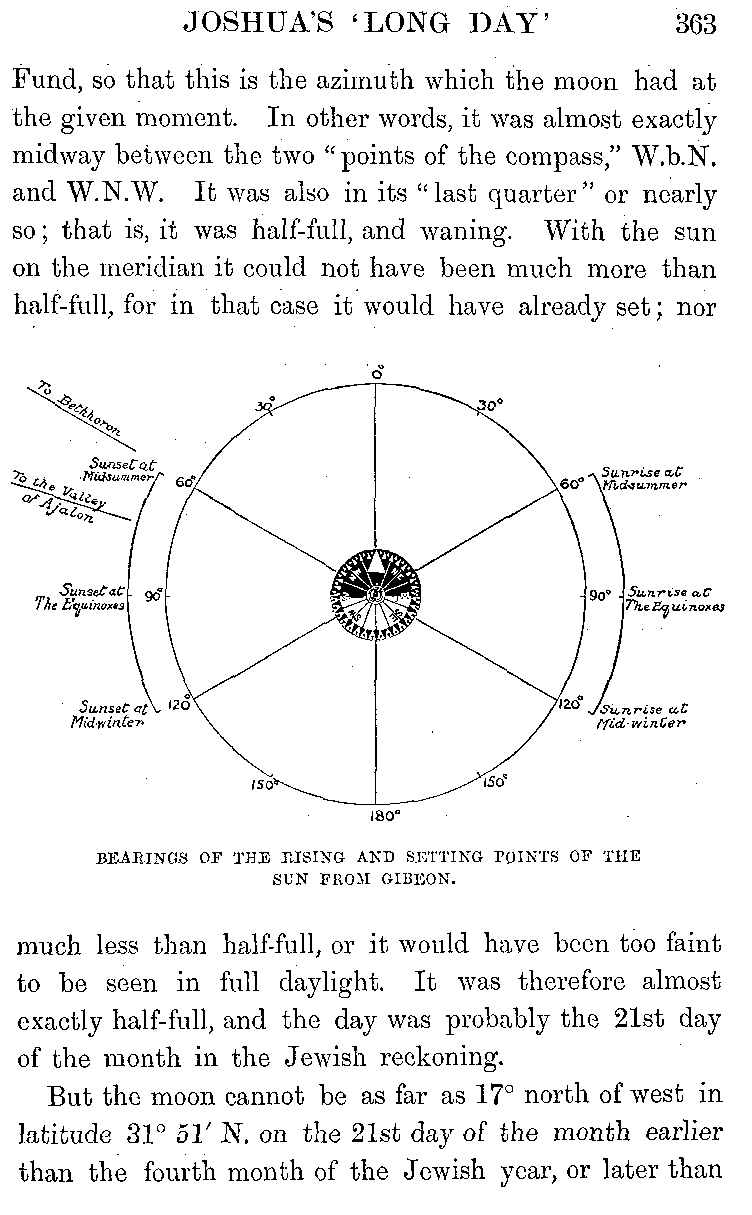 JOSHUA'S ‘LONG DAY’ 363
Fund, so that this is the azimuth which the moon had at
the given moment. In other words, it was almost exactly
midway between the two “points of the compass,” W.b.N.
and W.N.W. It was also in its “last quarter” or nearly
so; that is, it was half-full, and waning. With the sun
on the meridian it could not have been much more than
half-full, for in that case it would have already set; nor
0°
30°
30°
To Bethhoron
Sunset at
Midsummer
60°
60°
Sunrise at
Midsummer
To the Valley
of Ajalon
Sunset at
The Equinoxes
90°
90°
Sunrise at
The Equinoxes
Sunset at
Mid-winter
120°
120°
Sunrise at
Mid-winter
150°
150°
180°
BEARINGS OF THE RISING AND SETTING POINTS OF THE
SUN FROM GIBEON.
much less than half-full, or it would have been too faint
to be seen in full daylight. It was therefore almost
exactly half-full, and the day was probably the 21st day
of the month in the Jewish reckoning.
But the moon cannot be as far as 17° north of west in
latitude 31° 51′ N. on the 21st day of the month earlier
than the fourth month of the Jewish year, or later than